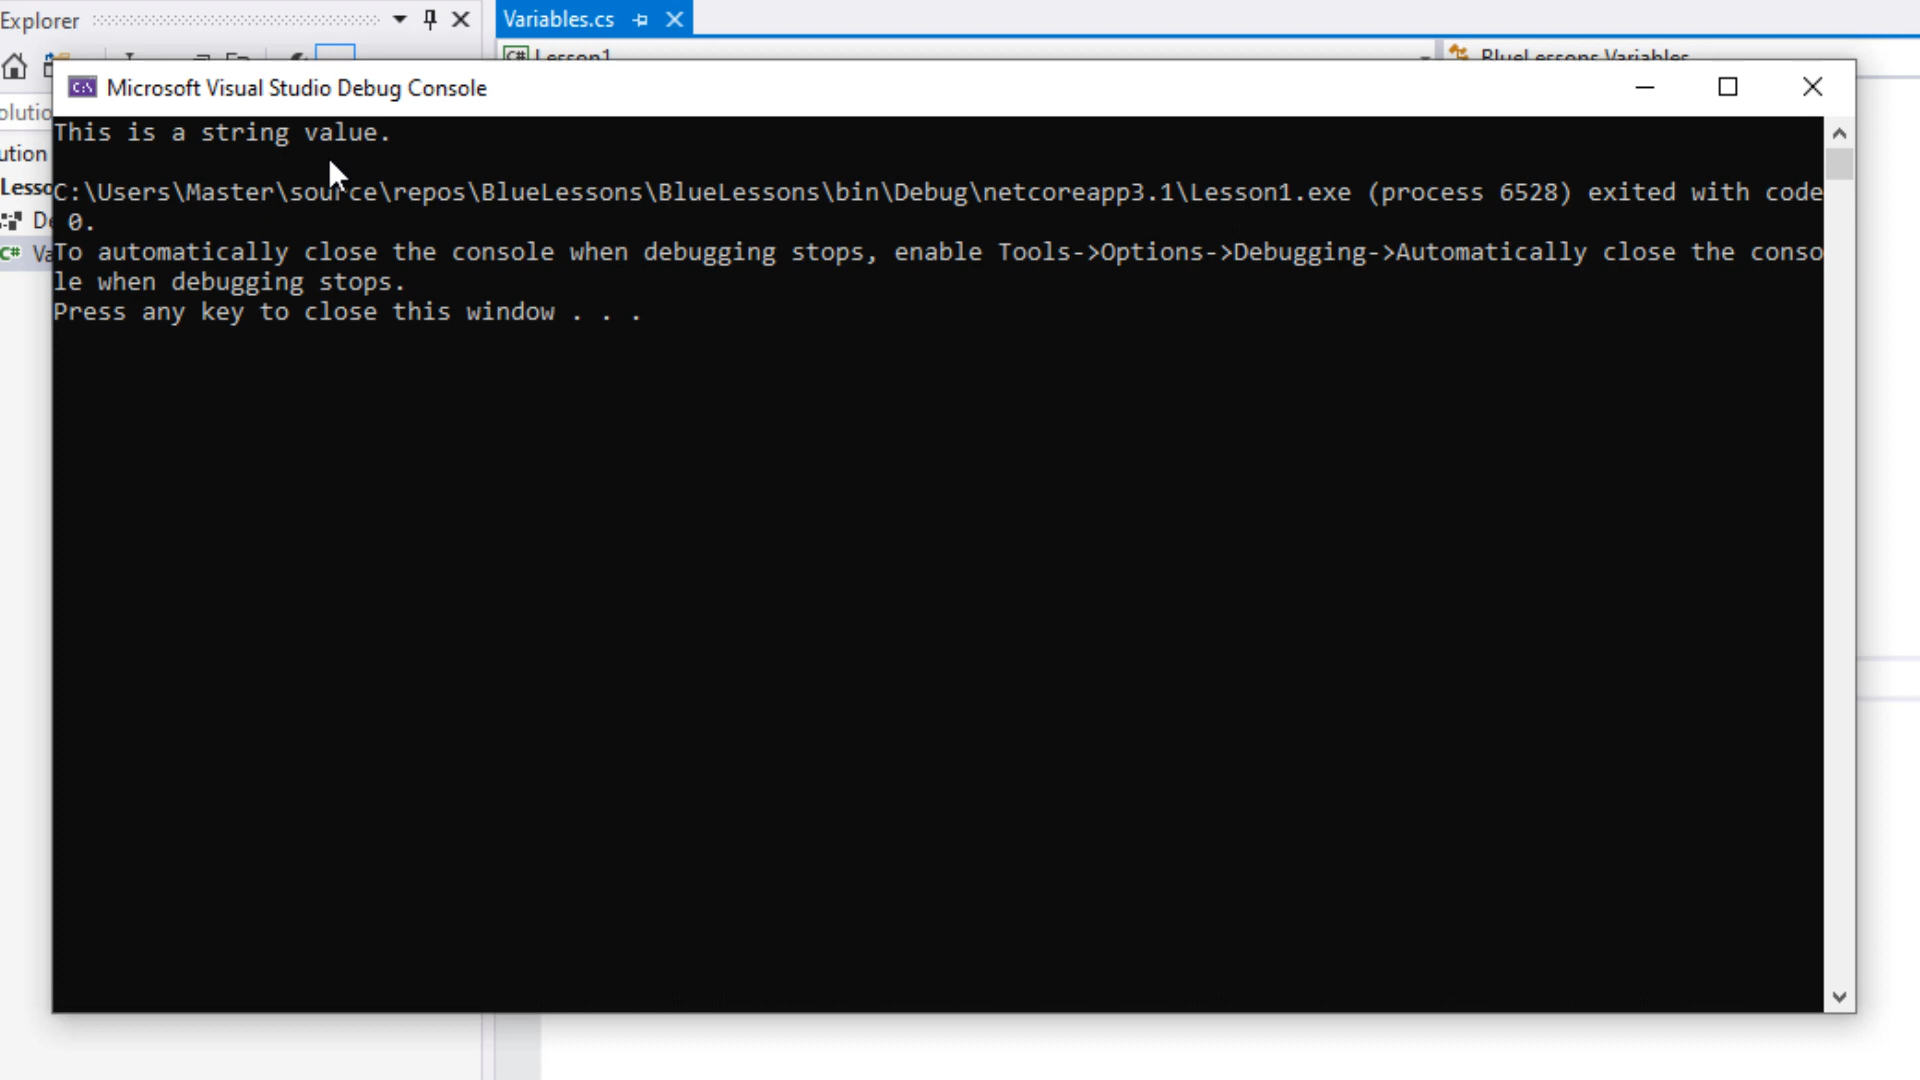 Explorer
Variables.cs
C# Lesson1
BlueLessons.Variables
Microsoft Visual Studio Debug Console
This is a string value.
C:\Users\Master\source\repos\BlueLessons\BlueLessons\bin\Debug\netcoreapp3.1\Lesson1.exe (process 6528) exited with code
0.
To automatically close the console when debugging stops, enable Tools->Options->Debugging->Automatically close the conso
le when debugging stops.
Press any key to close this window . . .